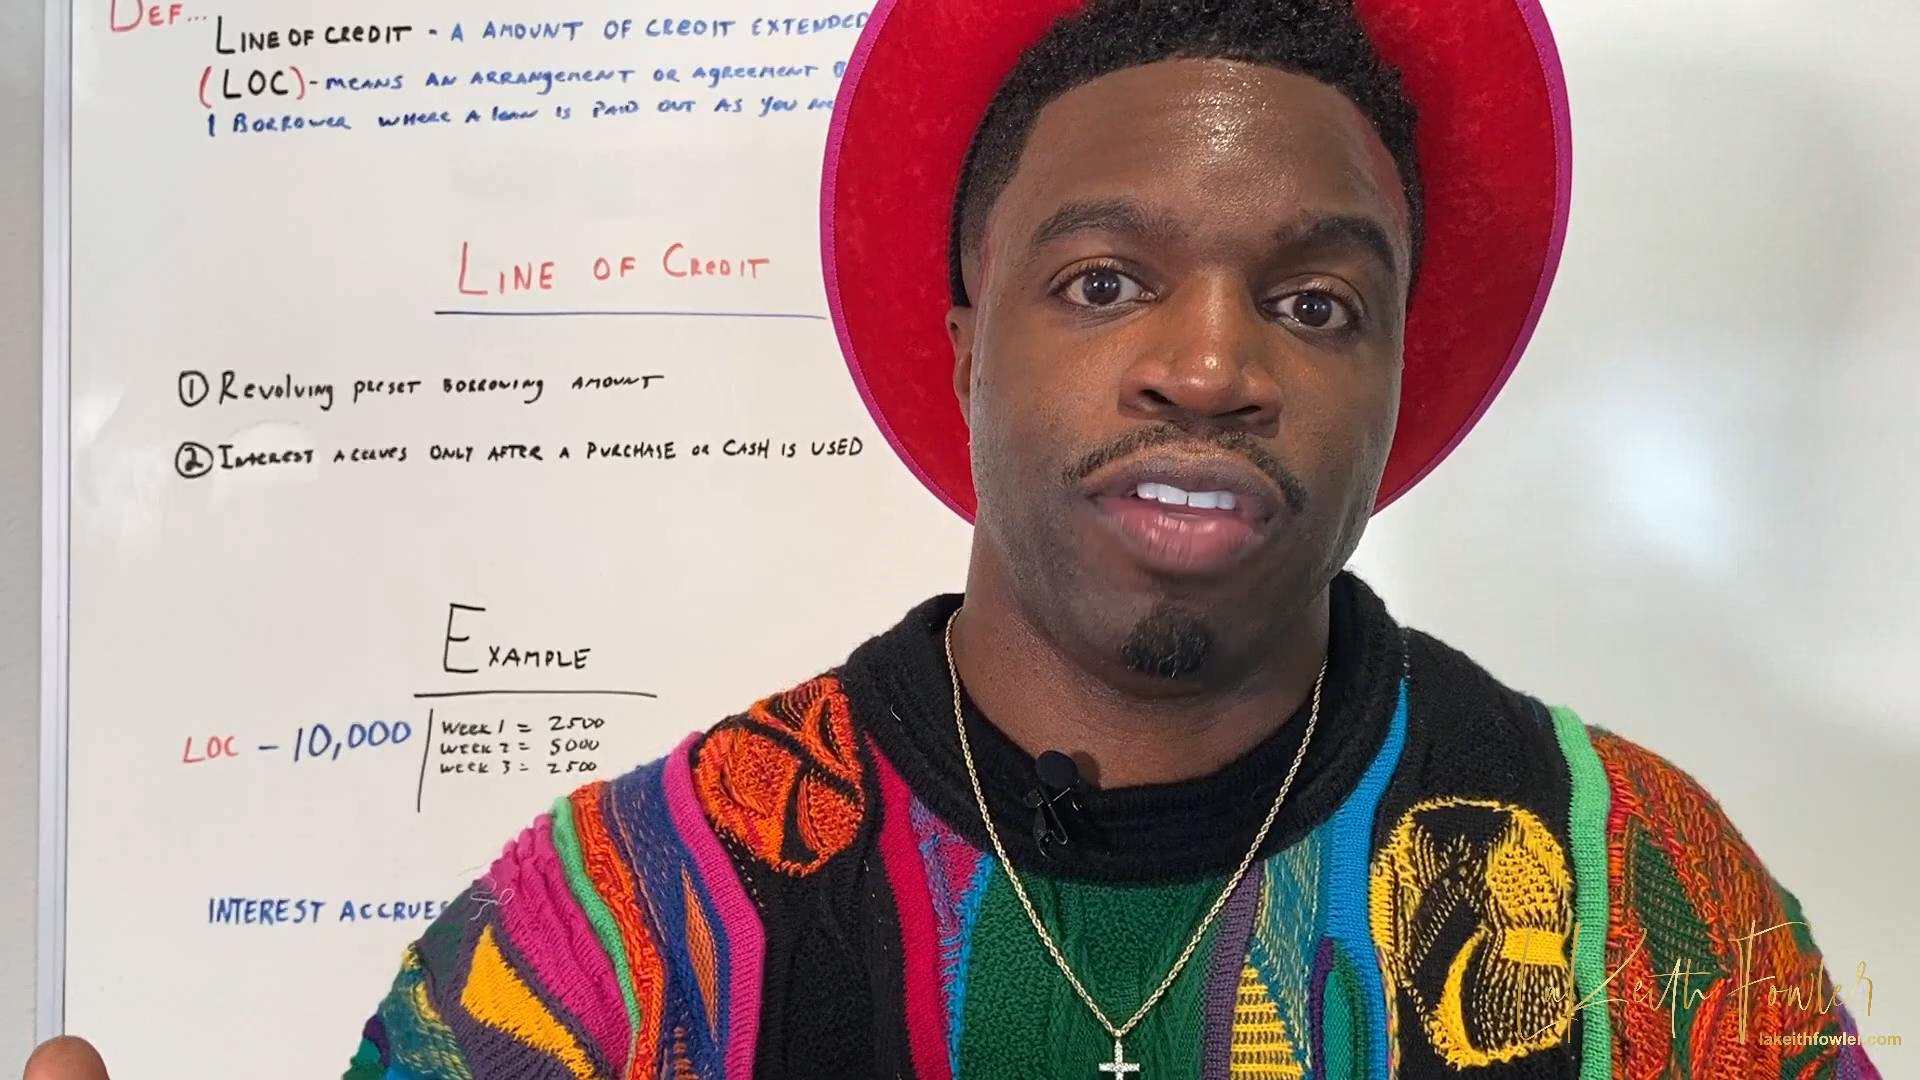 DEF...
LINE OF CREDIT - A AMOUNT OF CREDIT EXTENDED
(LOC) - MEANS AN ARRANGEMENT OR AGREEMENT
BORROWER WHERE A LOAN IS PAID OUT AS YOU
LINE OF CREDIT
① Revolving preset borrowing amount
② INTEREST ACCRUES ONLY AFTER A PURCHASE OR CASH IS USED
EXAMPLE
LOC - 10,000
WEEK 1 = 2500
WEEK 2 = 5000
WEEK 3 = 2500
INTEREST ACCRUES
LaKeith Fowler
lakeithfowler.com